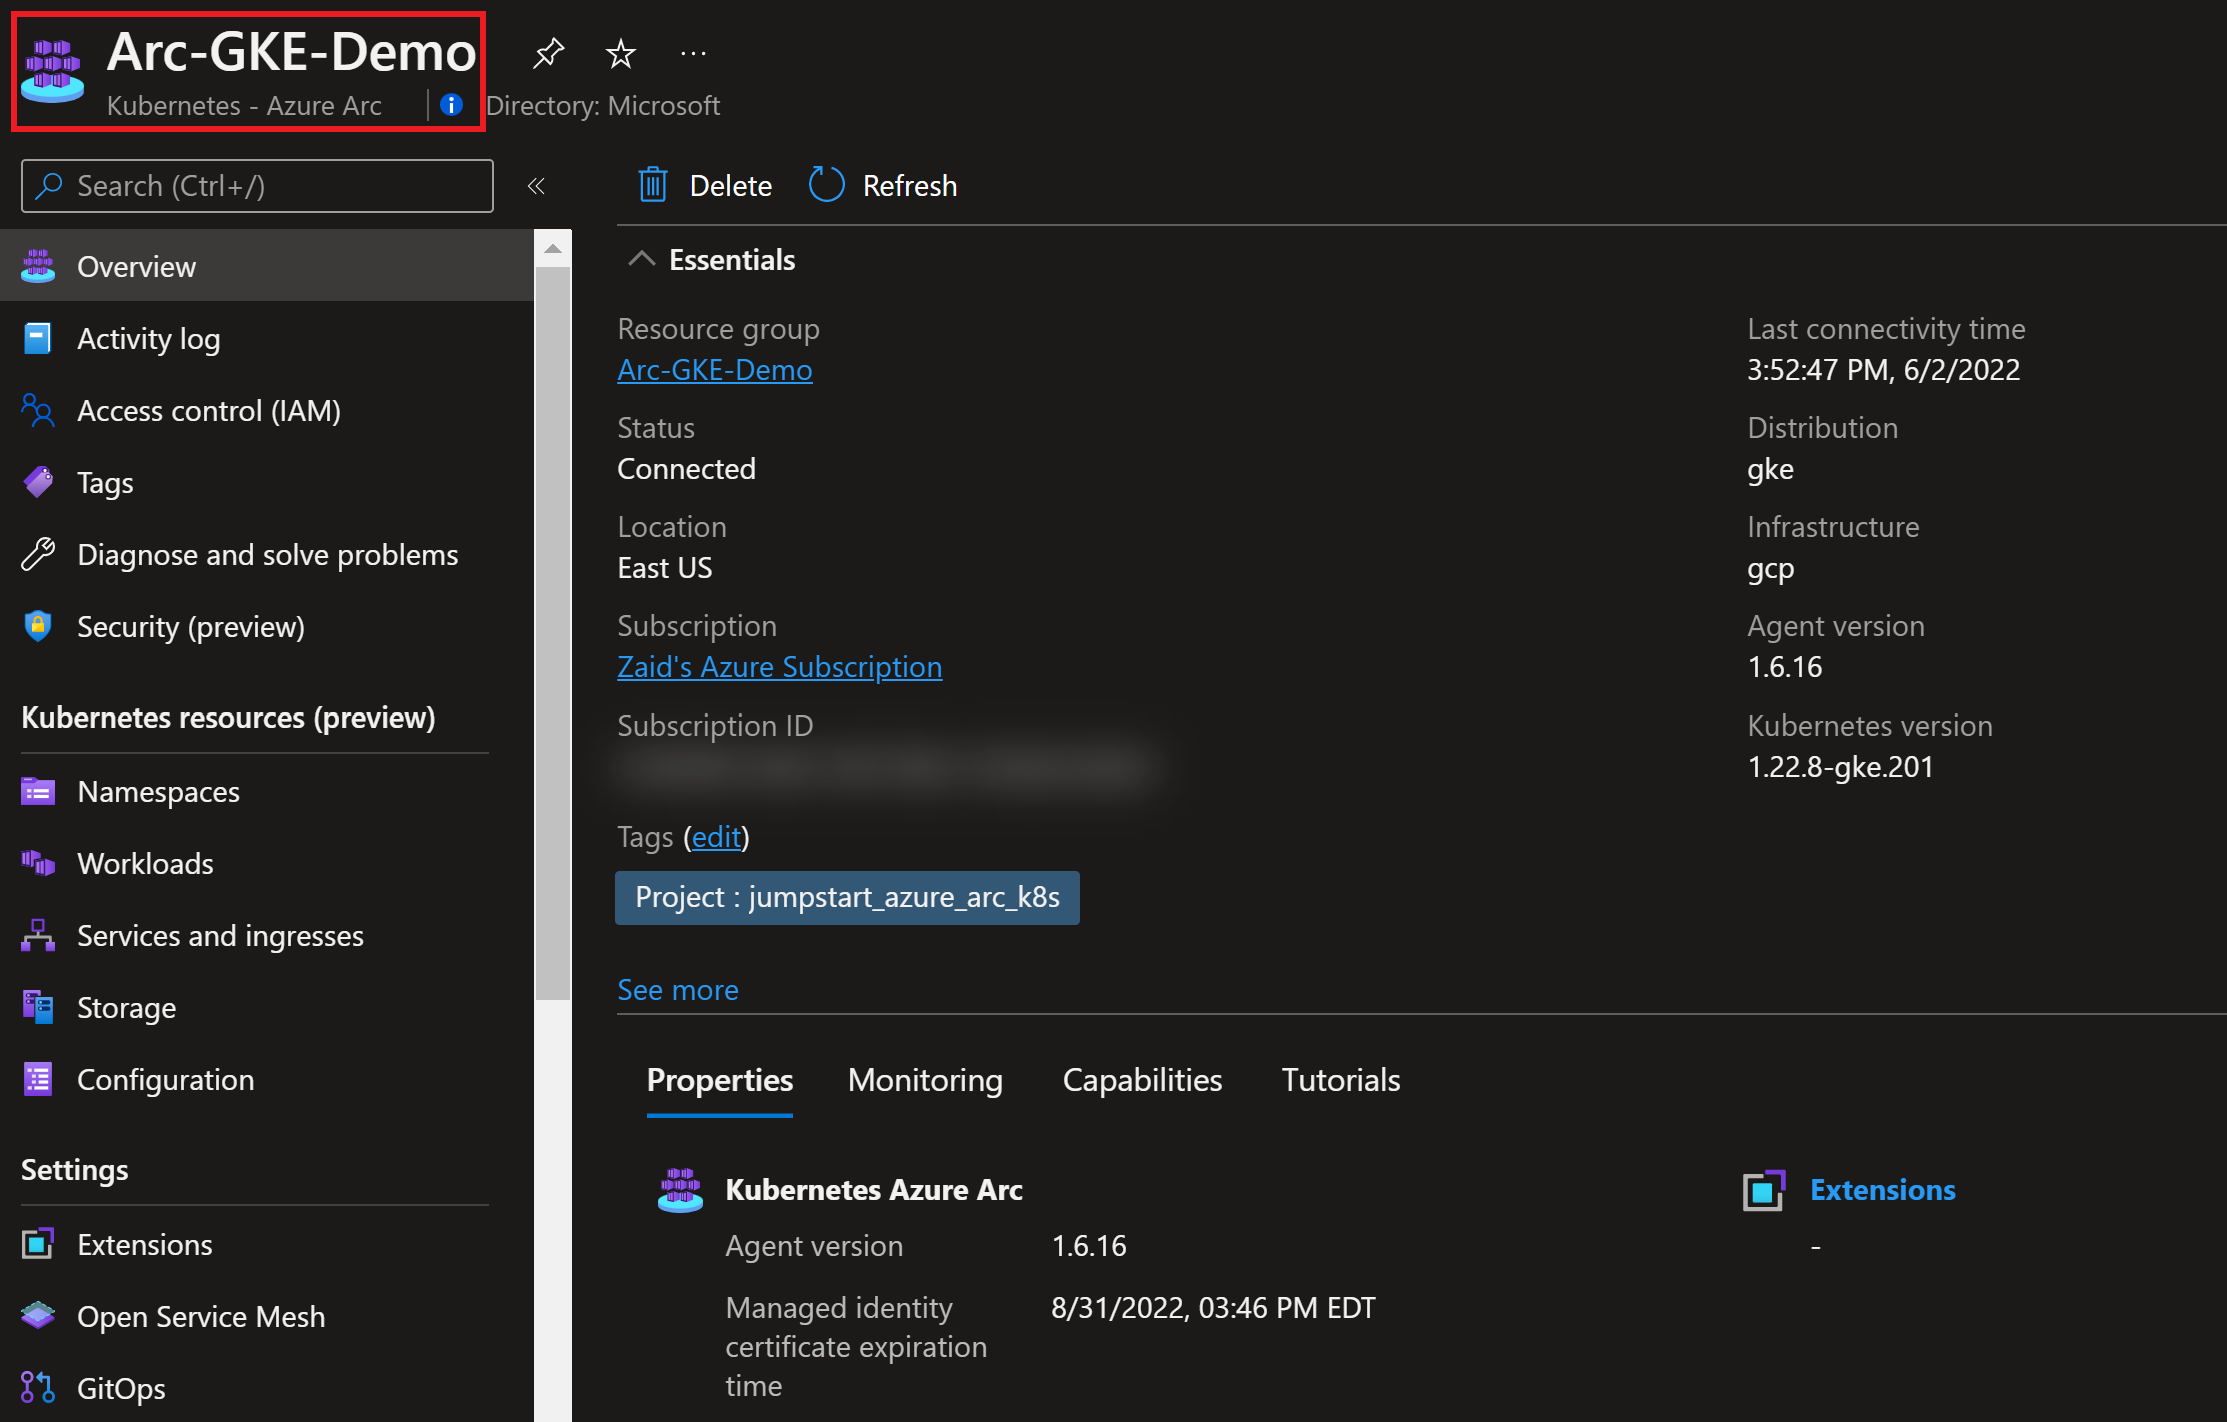 Arc-GKE-Demo
Kubernetes - Azure Arc
Directory: Microsoft
Search (Ctrl+/)
Overview
Activity log
Access control (IAM)
Tags
Diagnose and solve problems
Security (preview)
Kubernetes resources (preview)
Namespaces
Workloads
Services and ingresses
Storage
Configuration
Settings
Extensions
Open Service Mesh
GitOps
Delete
Refresh
Essentials
Resource group
Arc-GKE-Demo
Status
Connected
Location
East US
Subscription
Zaid's Azure Subscription
Subscription ID
Tags (edit)
Project : jumpstart_azure_arc_k8s
See more
Last connectivity time
3:52:47 PM, 6/2/2022
Distribution
gke
Infrastructure
gcp
Agent version
1.6.16
Kubernetes version
1.22.8-gke.201
Properties
Monitoring
Capabilities
Tutorials
Kubernetes Azure Arc
Agent version
1.6.16
Managed identity
certificate expiration
time
8/31/2022, 03:46 PM EDT
Extensions
-